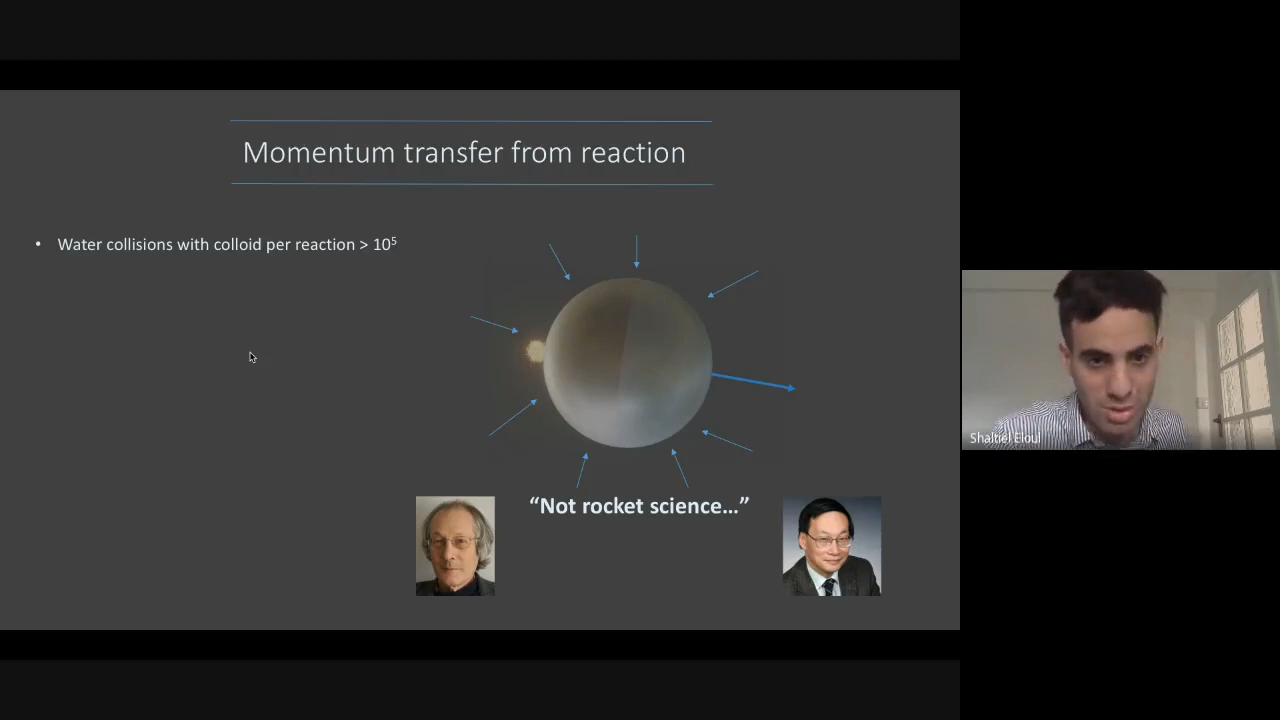 Momentum transfer from reaction
• Water collisions with colloid per reaction > 10⁵
“Not rocket science…”
Shaltiel Eloul